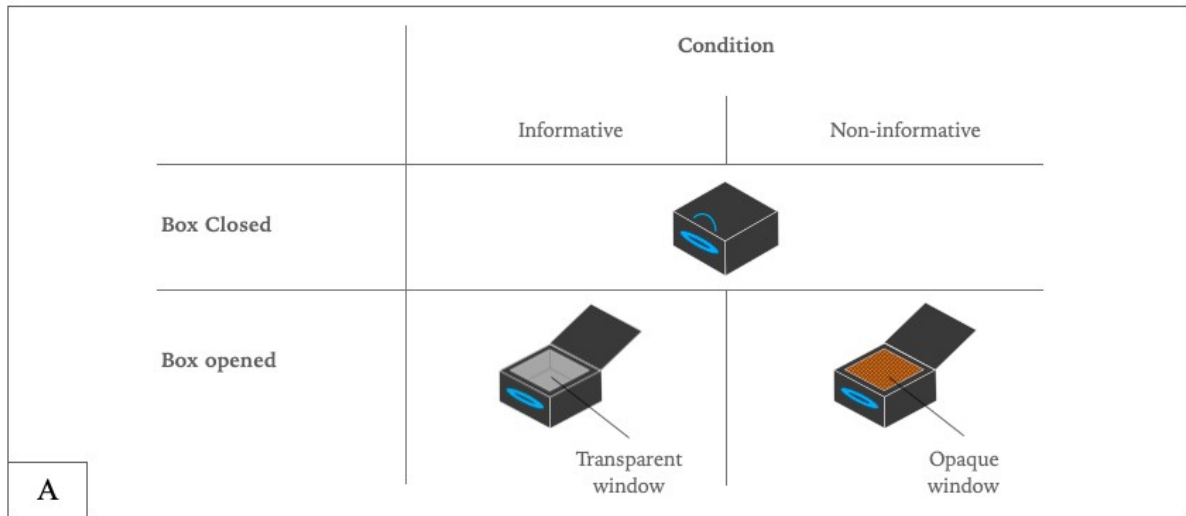 Condition
Informative
Non-informative
Box Closed
Box opened
Transparent
window
Opaque
window
A